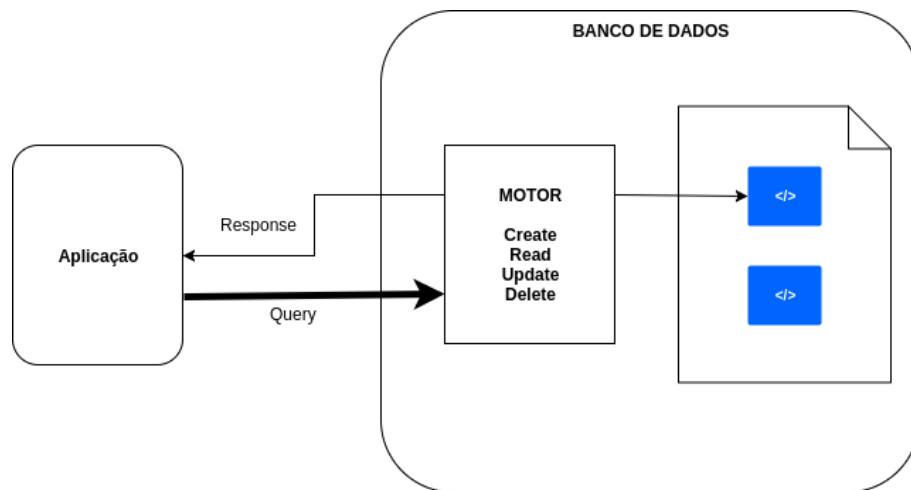 BANCO DE DADOS
Aplicação
Response
Query
MOTOR
Create
Read
Update
Delete
</>
</>